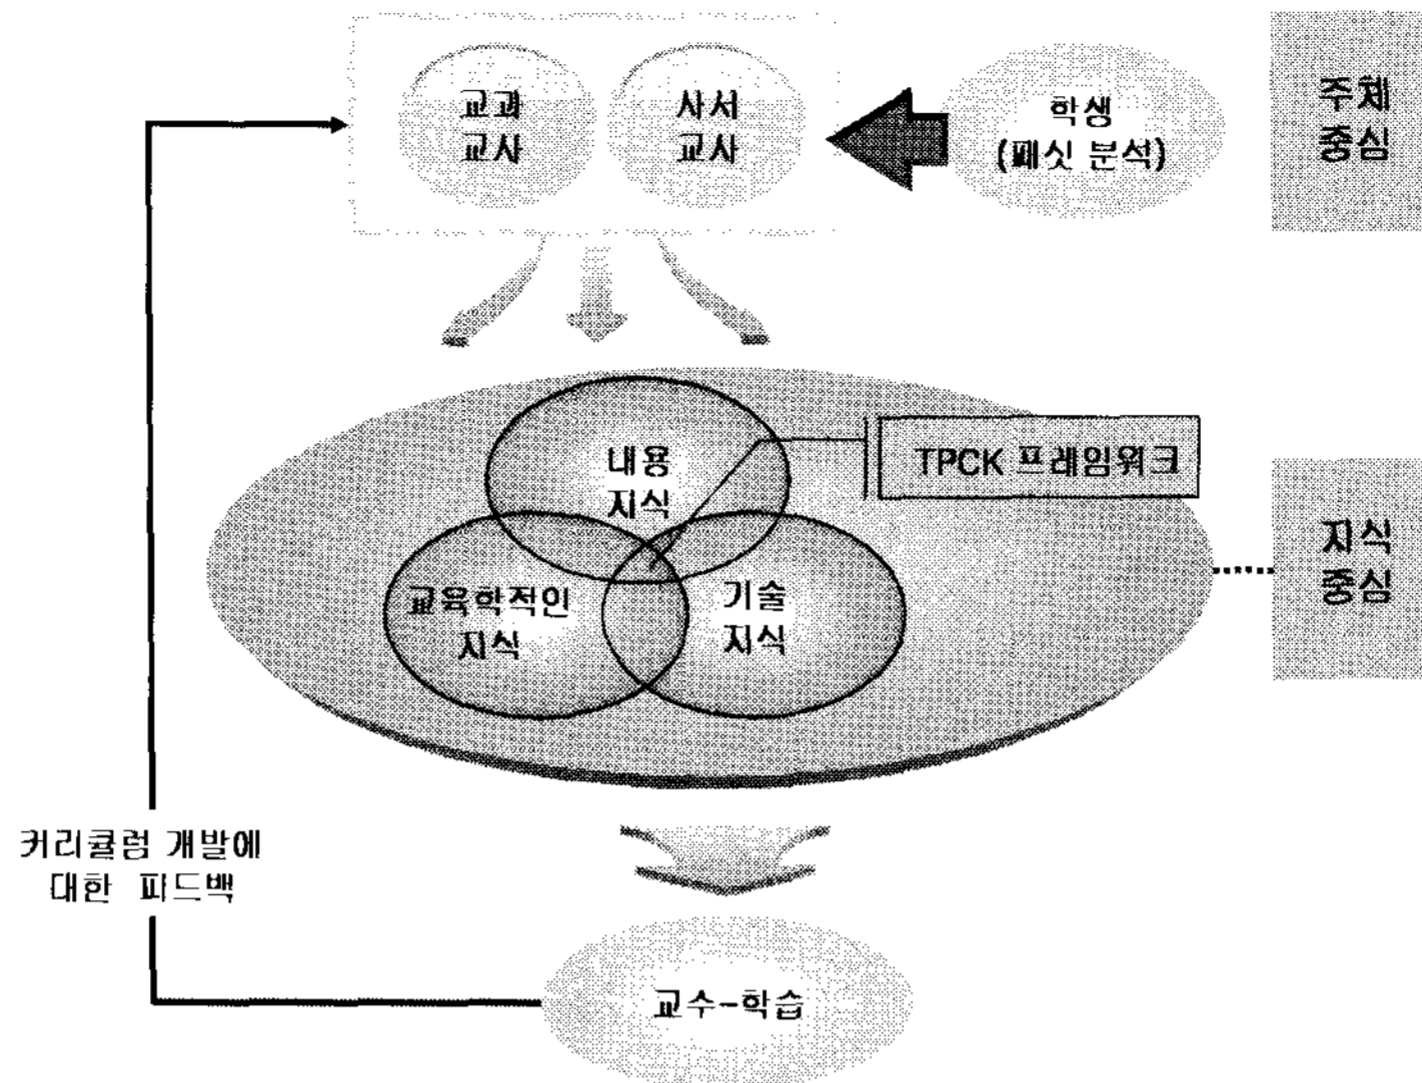 교과
교사
사서
교사
학생
(패싯 분석)
주체
중심
내용
지식
TPCK 프레임워크
교육학적인
지식
기술
지식
지식
중심
커리큘럼 개발에
대한 피드백
교수-학습